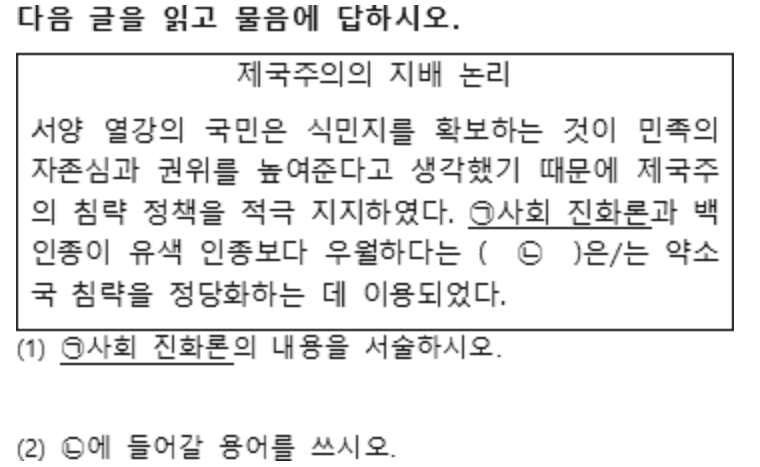 다음 글을 읽고 물음에 답하시오.
제국주의의 지배 논리
서양 열강의 국민은 식민지를 확보하는 것이 민족의
자존심과 권위를 높여준다고 생각했기 때문에 제국주
의 침략 정책을 적극 지지하였다. ㉠사회 진화론과 백
인종이 유색 인종보다 우월하다는 ( ㉡ )은/는 약소
국 침략을 정당화하는 데 이용되었다.
(1) ㉠사회 진화론의 내용을 서술하시오.
(2) ㉡에 들어갈 용어를 쓰시오.